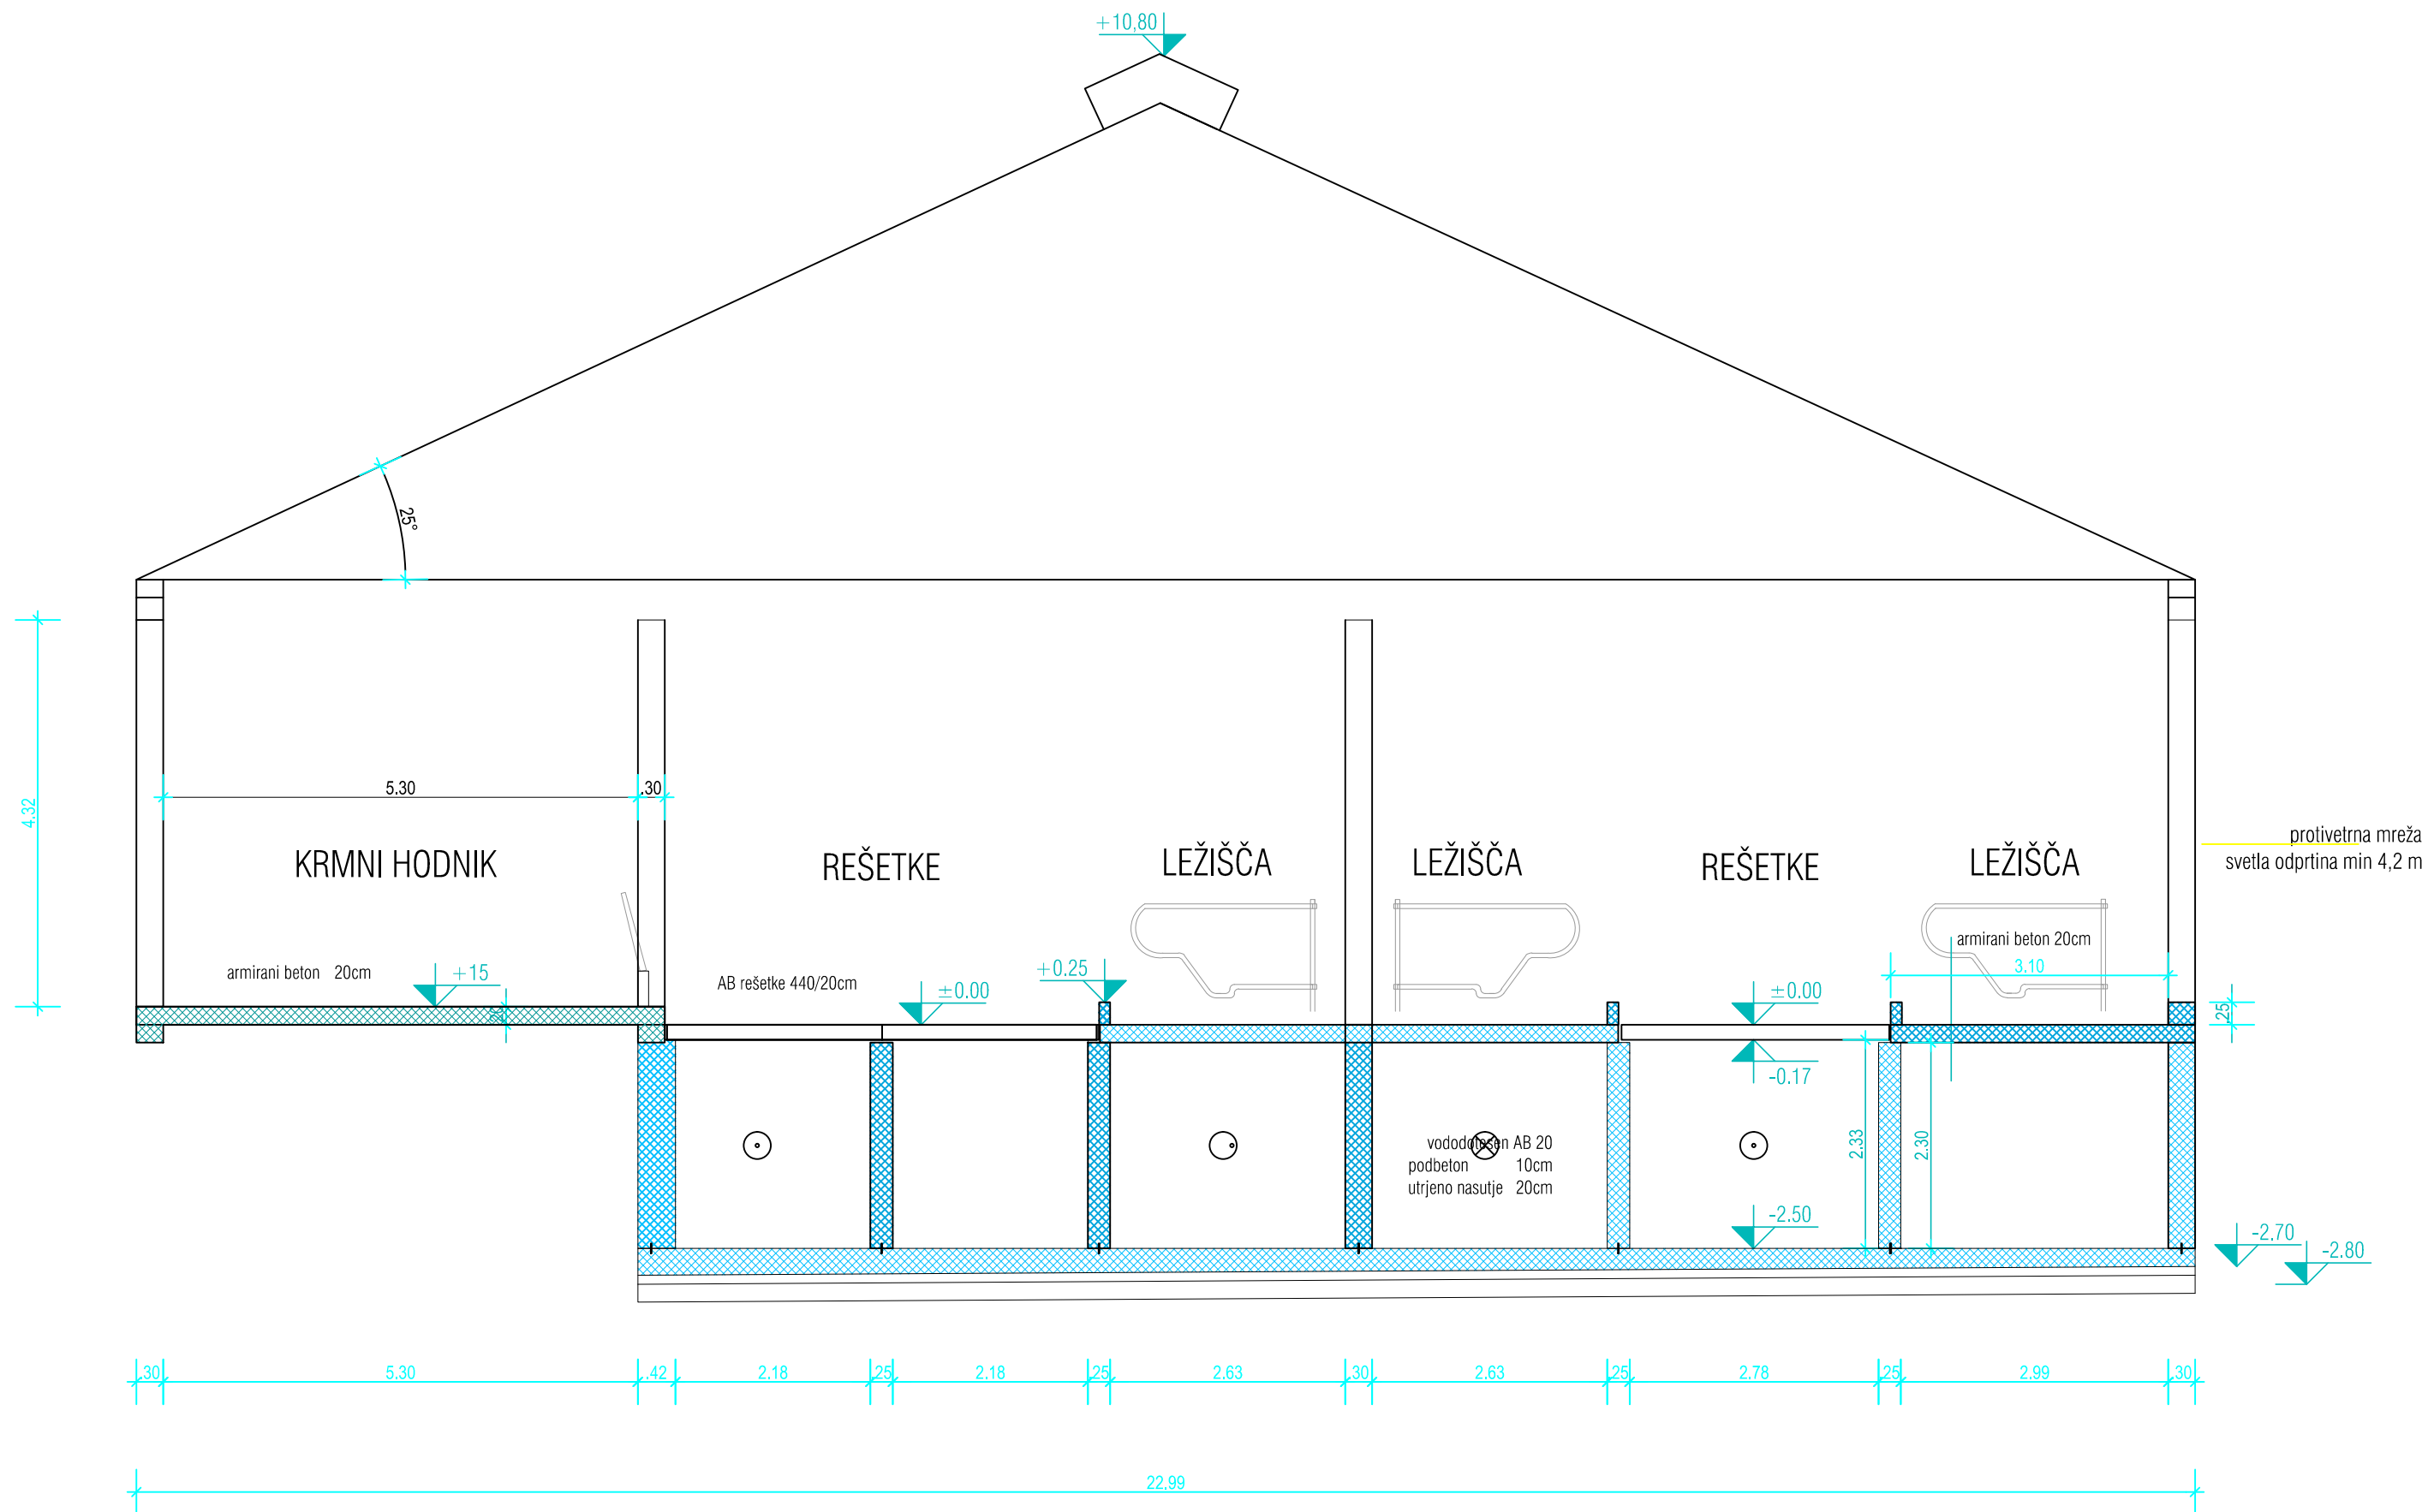 +10,80
25°
4.32
5.30
.30
KRMNI HODNIK
REŠETKE
LEŽIŠČA
LEŽIŠČA
REŠETKE
LEŽIŠČA
protivetrna mreža
svetla odprtina min 4,2 m
armirani beton 20cm
+15
.20
AB rešetke 440/20cm
±0.00
+0.25
±0.00
armirani beton 20cm
3.10
.25
-0.17
2.33
2.30
vododotesen AB 20
podbeton 10cm
utrjeno nasutje 20cm
-2.50
-2,70
-2.80
.30 5.30 .42 2.18 .25 2.18 .25 2.63 .30 2.63 .25 2.78 .25 2.99 .30
22.99